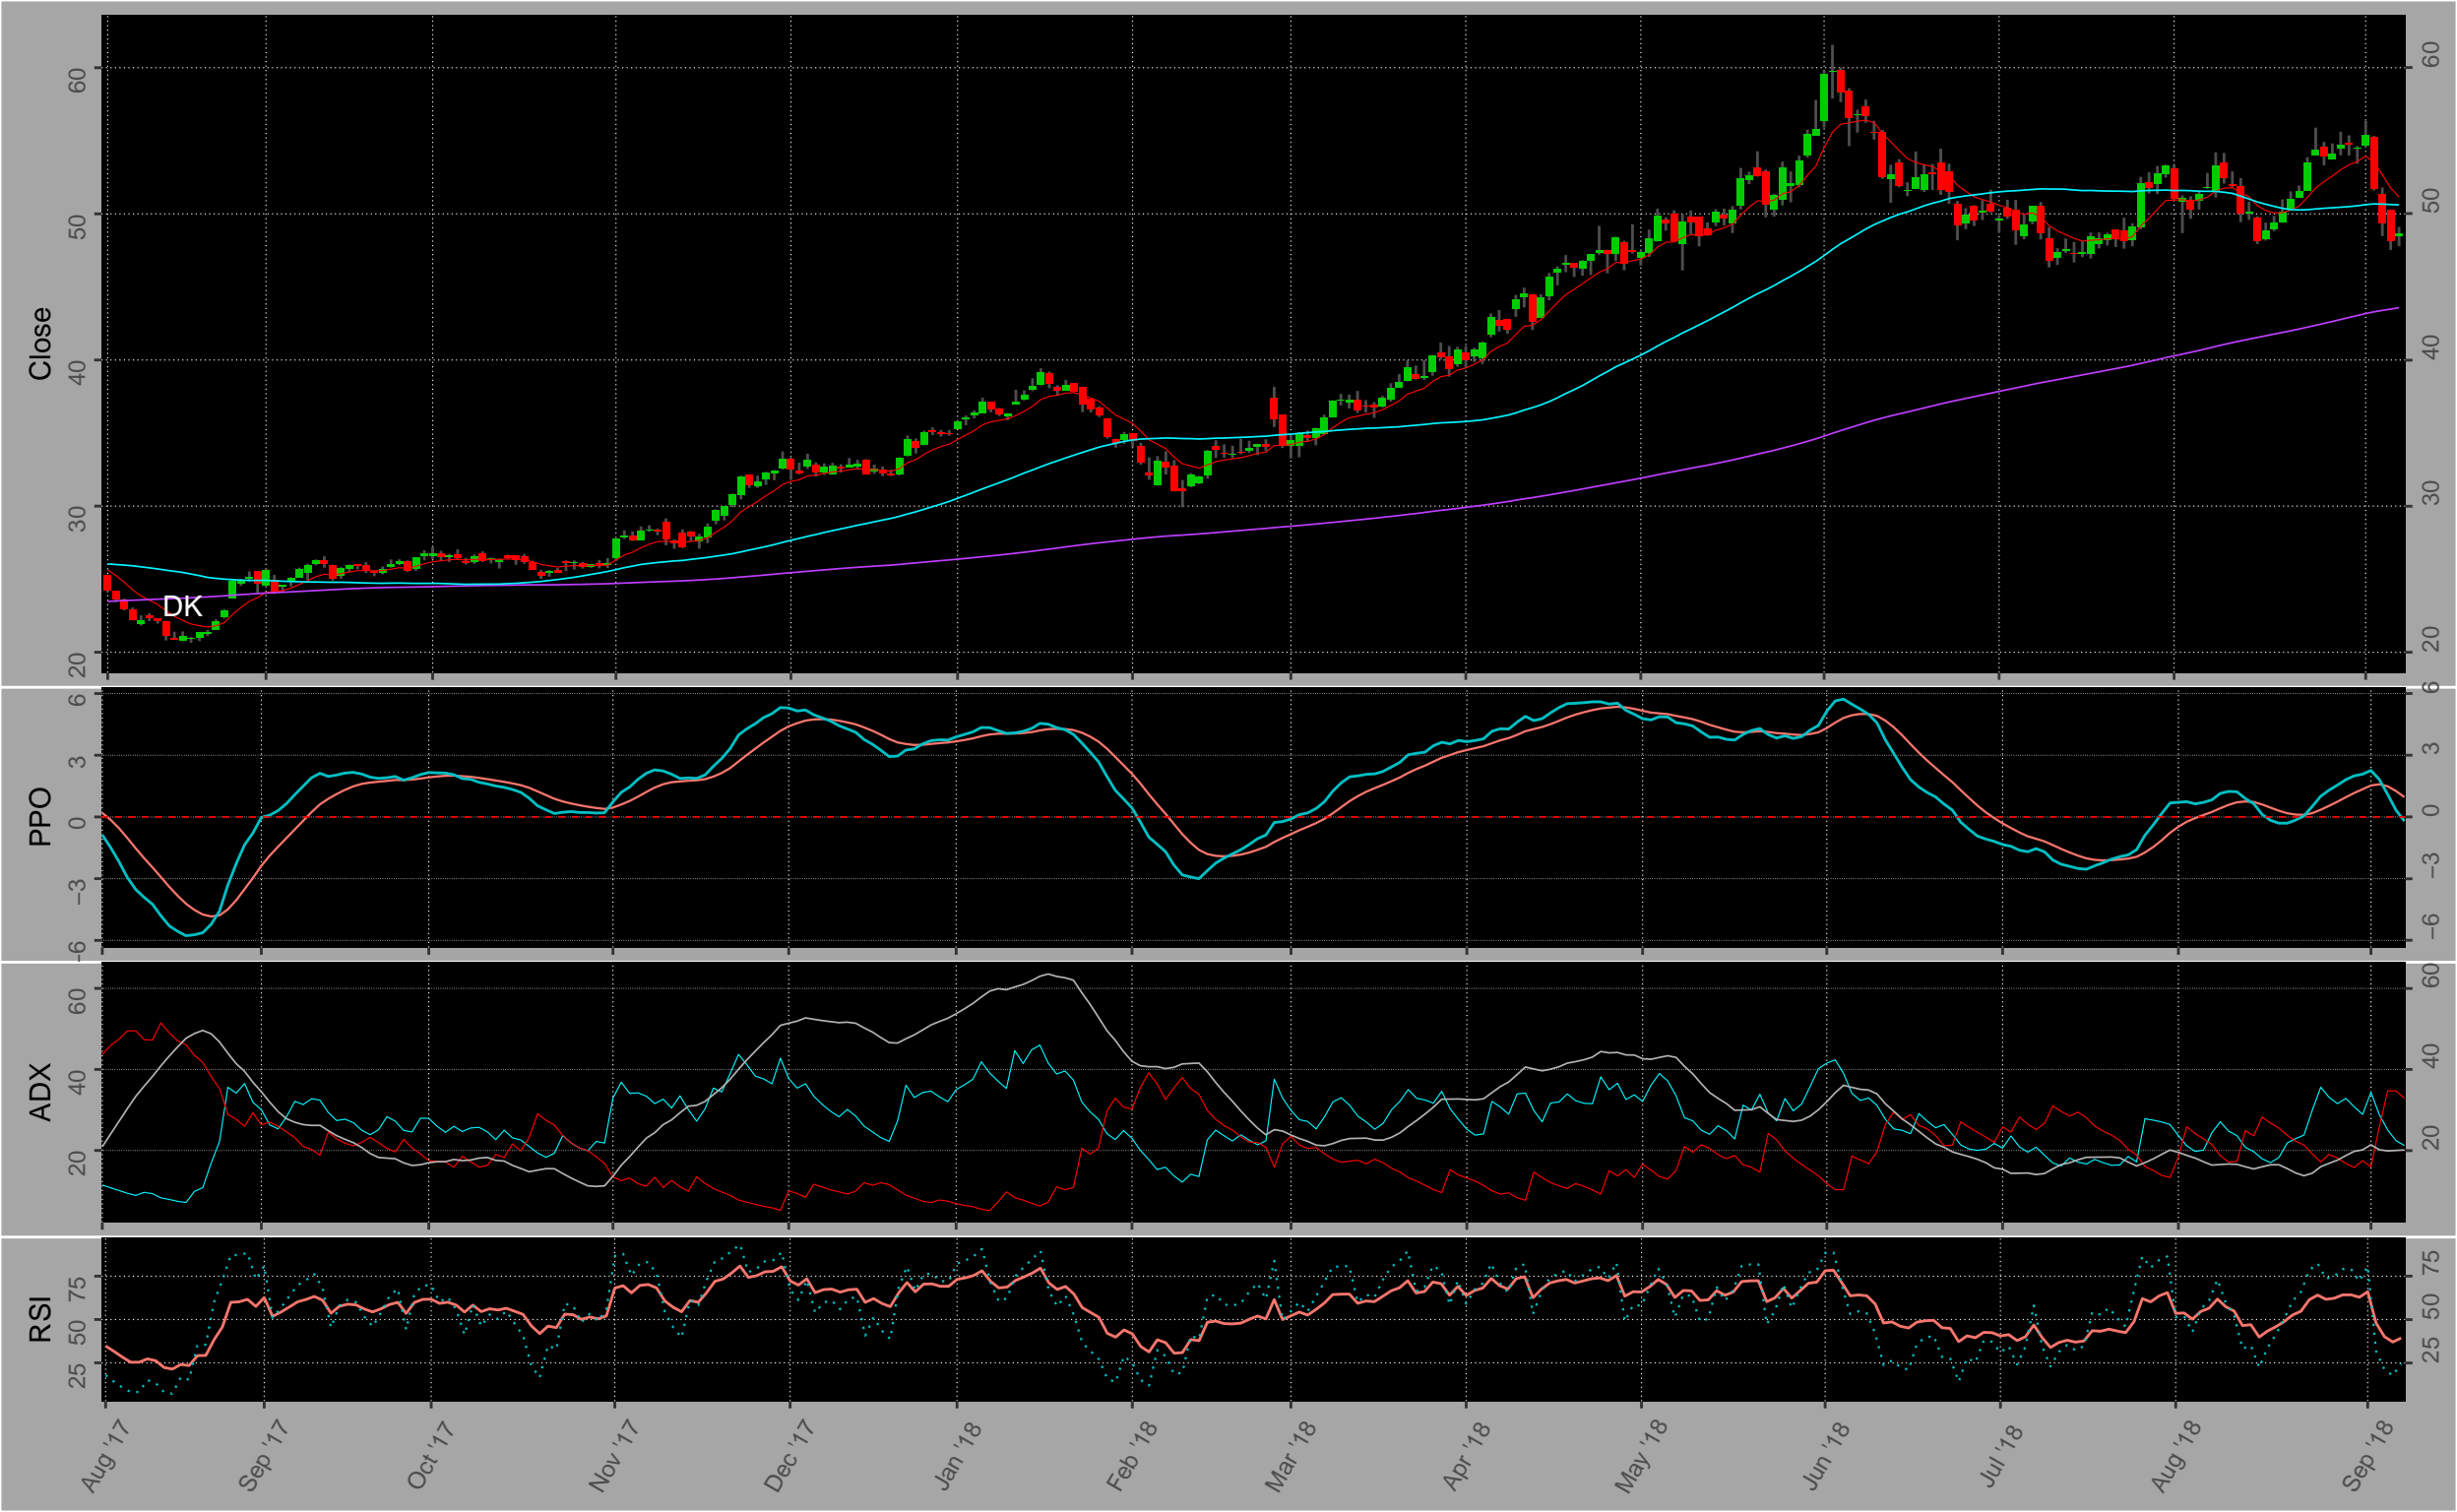 Close
20
30
40
50
60
DK
20
30
40
50
60
PPO
−6
−3
0
3
6
−6
−3
0
3
6
ADX
20
40
60
20
40
60
RSI
25
50
75
25
50
75
Aug '17
Sep '17
Oct '17
Nov '17
Dec '17
Jan '18
Feb '18
Mar '18
Apr '18
May '18
Jun '18
Jul '18
Aug '18
Sep '18